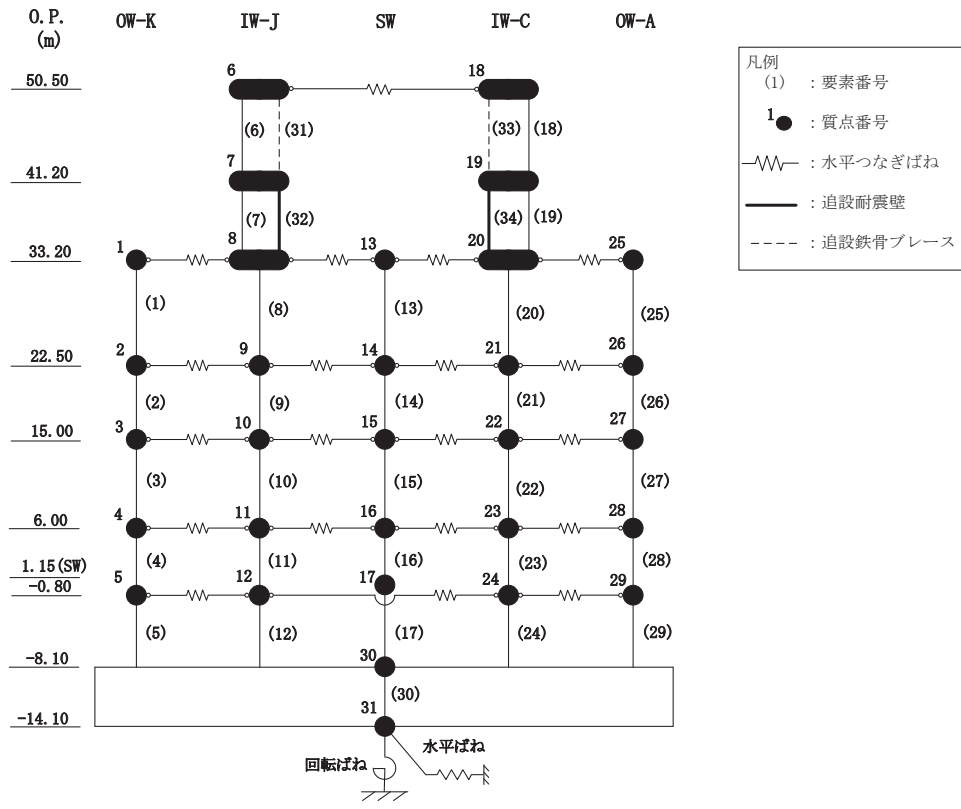 O.P. OW-K IW-J SW IW-C OW-A
(m)
凡例
(1) : 要素番号
1 : 質点番号
: 水平つなぎばね
: 追設耐震壁
: 追設鉄骨ブレース
50.50 6 18
(6) (31) (33) (18)
41.20 7 19
(7) (32) (34) (19)
33.20 1 8 13 20 25
(1) (8) (13) (20) (25)
22.50 2 9 14 21 26
(2) (9) (14) (21) (26)
15.00 3 10 15 22 27
(3) (10) (15) (22) (27)
6.00 4 11 16 23 28
(4) (11) (16) (23) (28)
1.15(SW) 17
-0.80 5 12 24 29
(5) (12) (17) (24) (29)
-8.10 30
(30)
-14.10 31
水平ばね
回転ばね